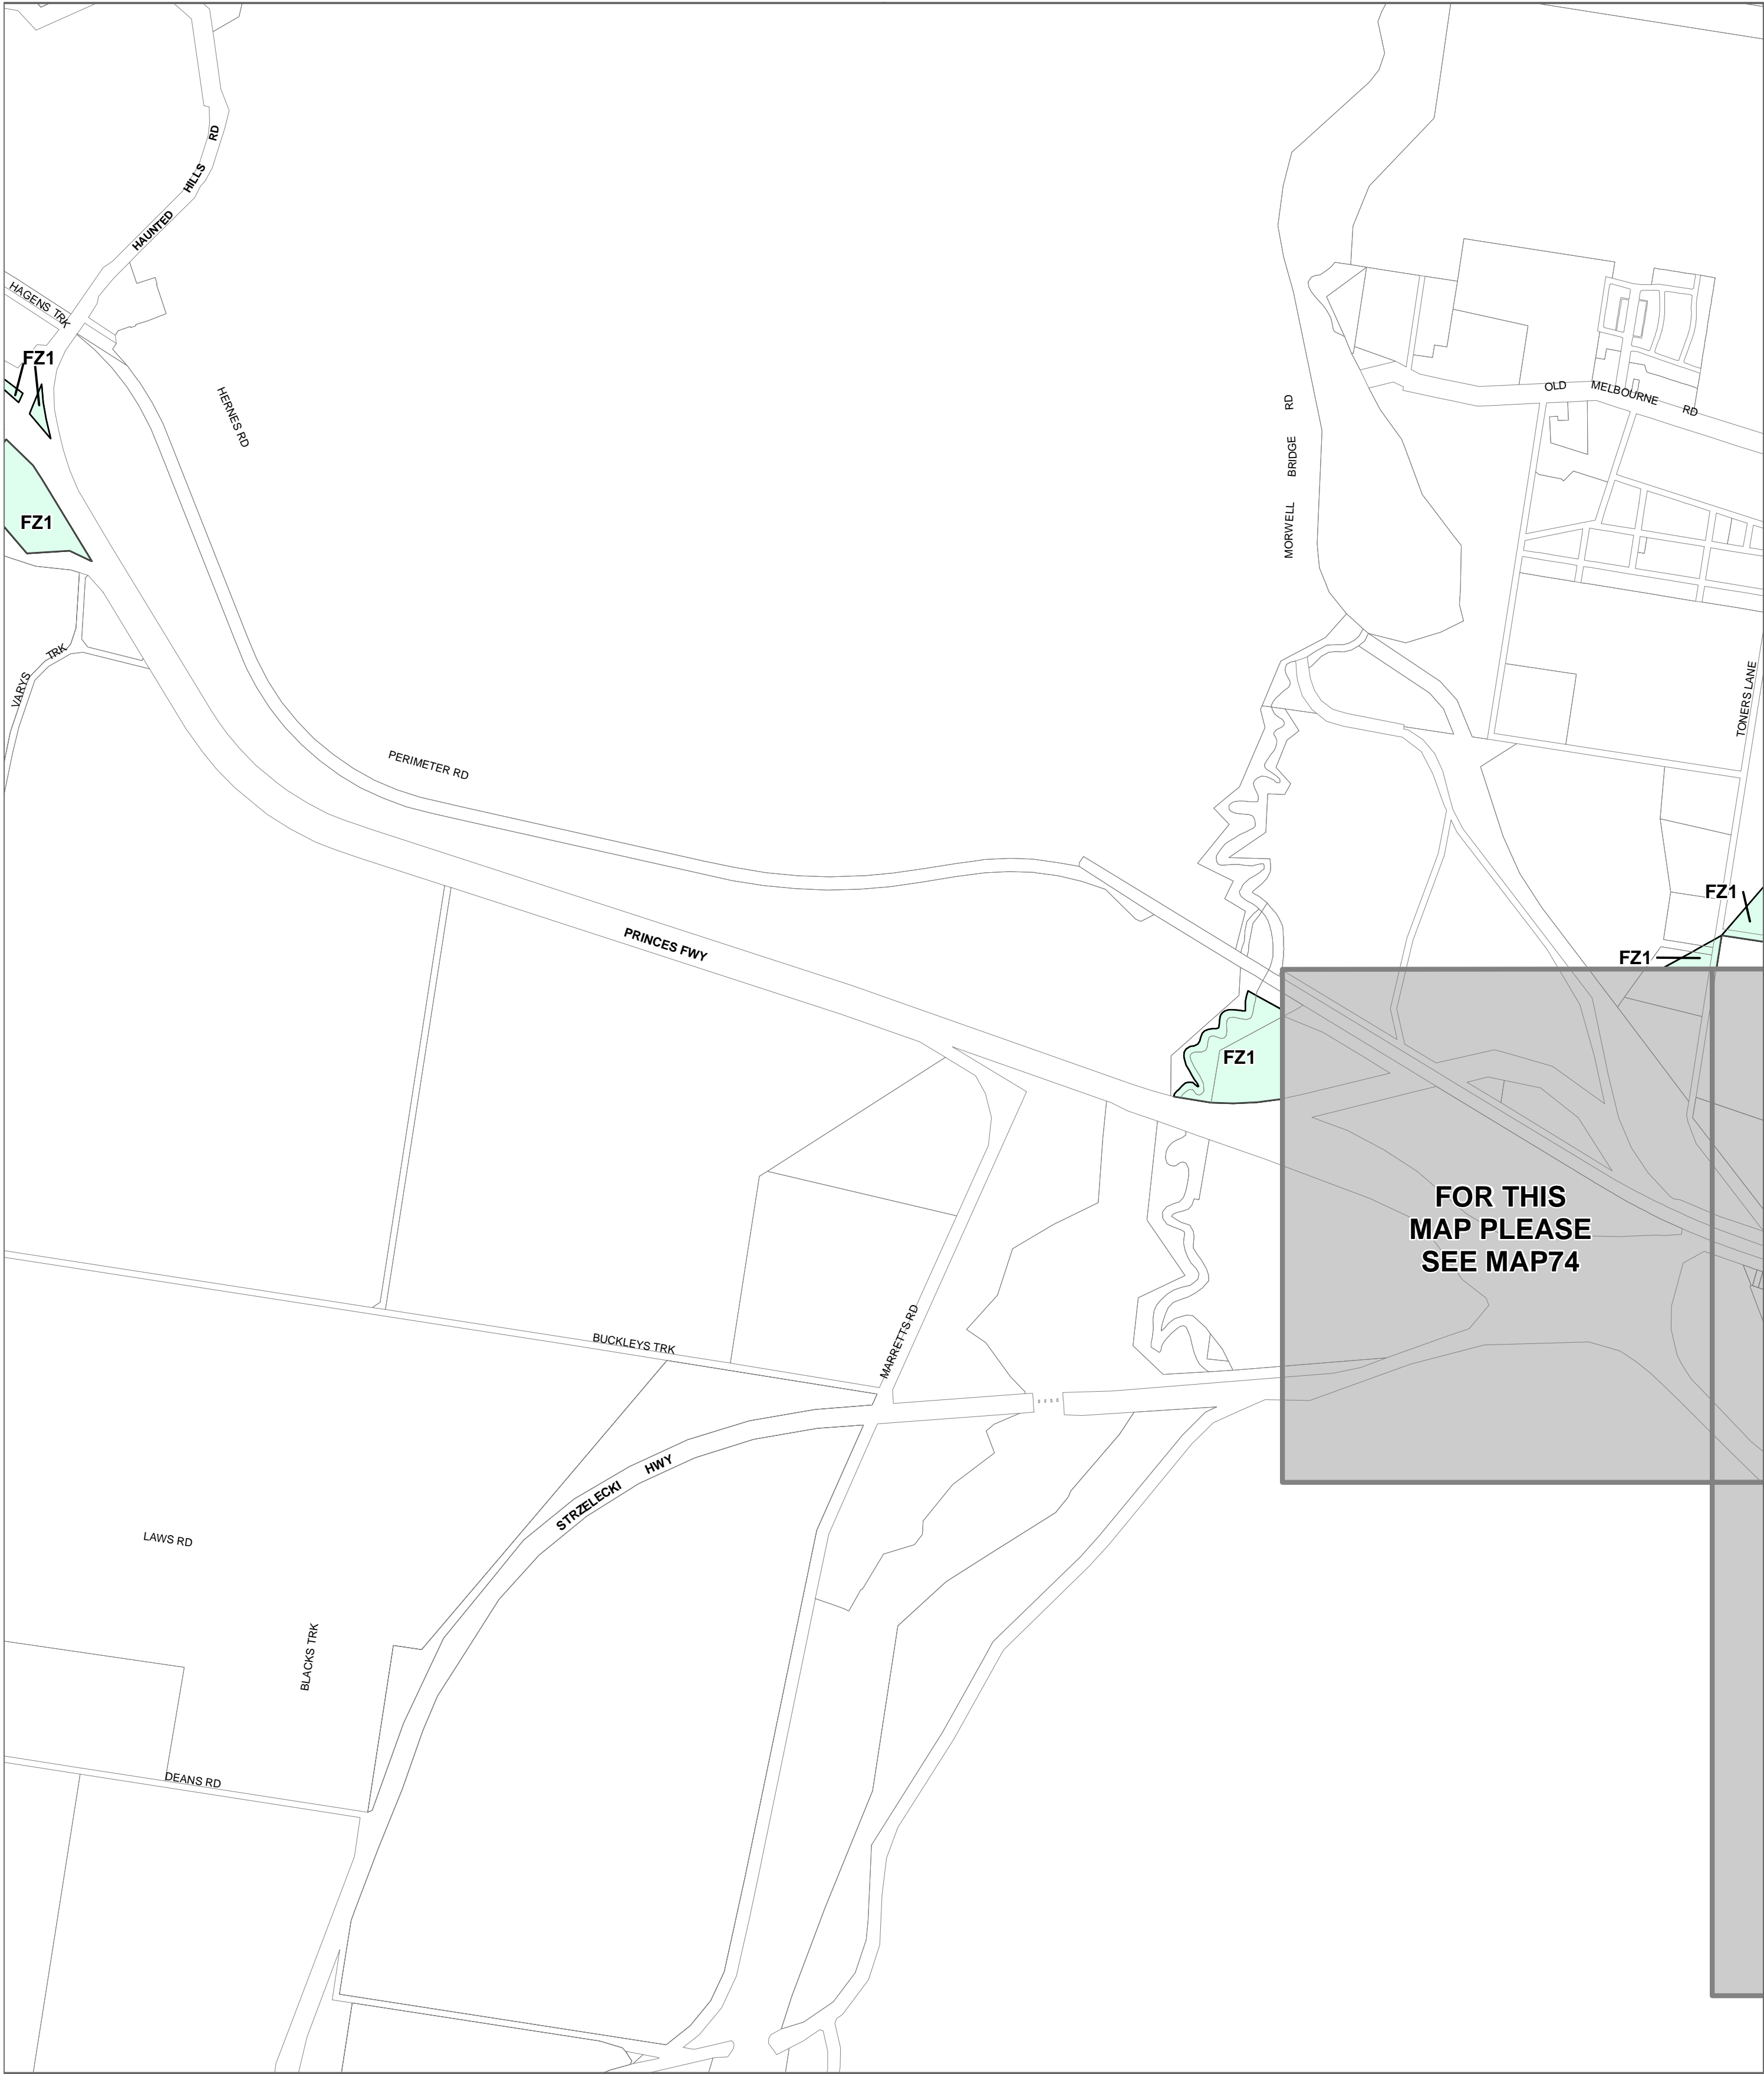 HAUNTED HILLS RD
HAGENS TRK
FZ1
HERNES RD
FZ1
VARYS TRK
PERIMETER RD
MORWELL BRIDGE RD
OLD MELBOURNE RD
TONERS LANE
FZ1
FZ1
PRINCES FWY
FZ1
FOR THIS
MAP PLEASE
SEE MAP74
MARRETTS RD
BUCKLEYS TRK
STRZELECKI HWY
LAWS RD
BLACKS TRK
DEANS RD